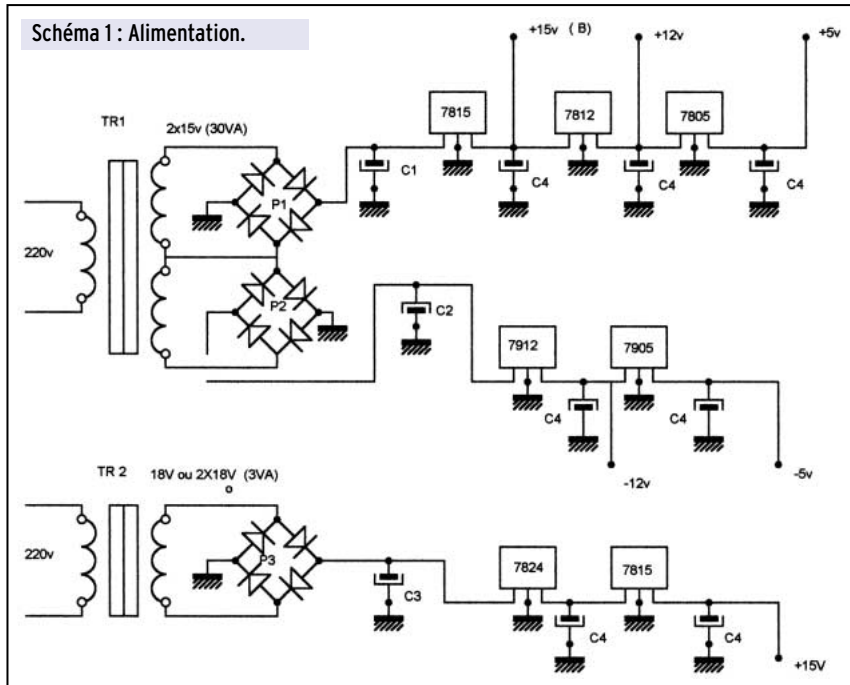 Schéma 1 : Alimentation.
+15v ( B )
+12v
+5v
7815
7812
7805
TR1
2x15v (30VA)
C1
C4
C4
C4
P1
220v
P2
C2
7912
7905
C4
C4
-12v
-5v
TR 2
18V ou 2X18V (3VA)
220v
P3
C3
7824
7815
C4
C4
+15V